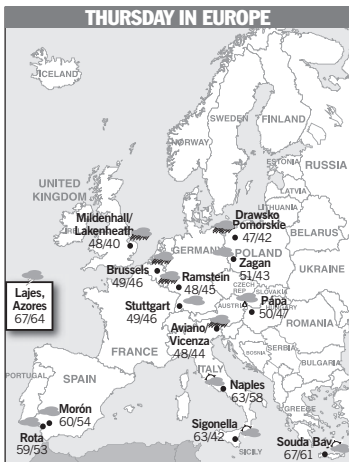 THURSDAY IN EUROPE
ICELAND
SWEDEN
FINLAND
NORWAY
ESTONIA
RUSSIA
LATVIA
LITHUANIA
UNITED
KINGDOM
Mildenhall/
Lakenheath
48/40
Drawsko
Pomorskie
47/42
BELARUS
GERMANY
POLAND
Zagan
51/43
UKRAINE
Brussels
49/46
Ramstein
48/45
CZECH
REP.
SLOVAKIA
Lajes,
Azores
67/64
Stuttgart
49/46
AUSTRIA
Pápa
50/47
HUNGARY
ROMANIA
Aviano/
Vicenza
48/44
FRANCE
BOSNIA
SERBIA
BULGARIA
ITALY
PORTUGAL
SPAIN
Naples
63/58
Morón
60/54
GREECE
Rota
59/53
Sigonella
63/42
SICILY
Souda Bay
67/61